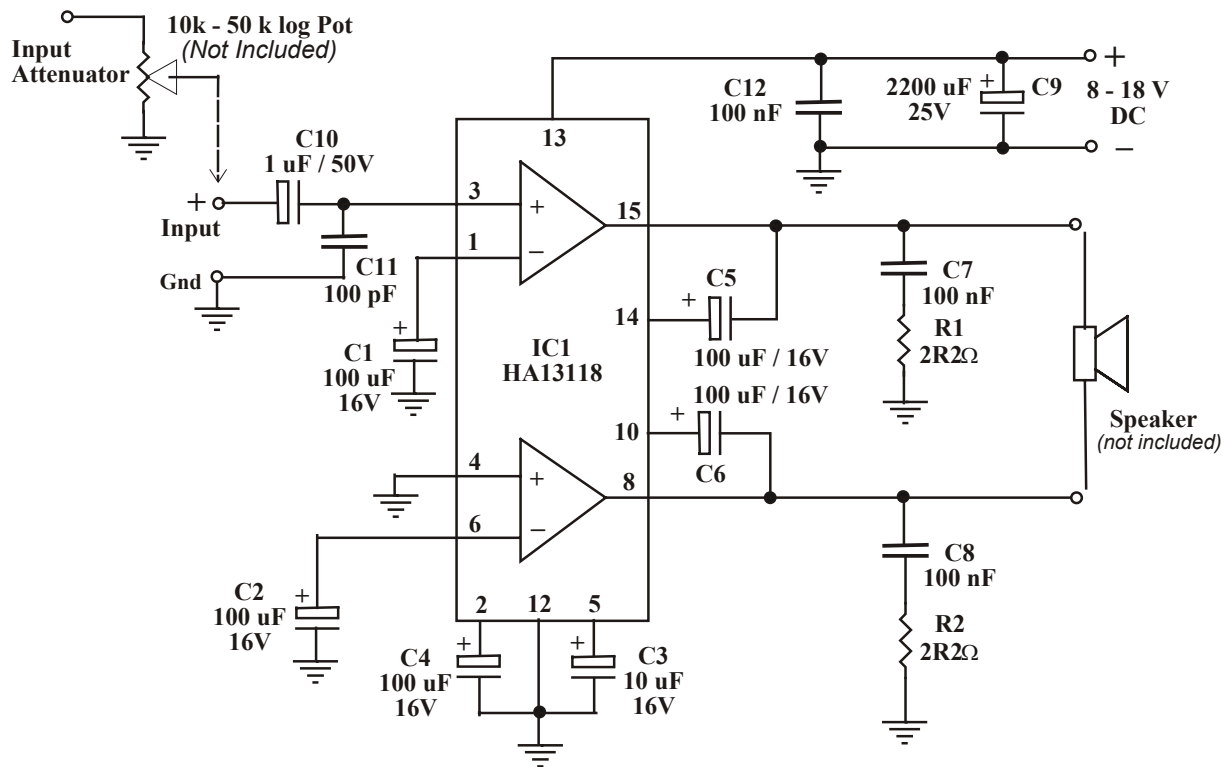 10k - 50 k log Pot
(Not Included)
Input
Attenuator
C10
1 uF / 50V
+
Input
Gnd
C11
100 pF
3
+
1
−
13
15
14
C12
100 nF
+
2200 uF
25V
C9
+
8 - 18 V
DC
−
+
C1
100 uF
16V
IC1
HA13118
+
C5
100 uF / 16V
C7
100 nF
R1
2R2Ω
100 uF / 16V
10
+
C6
Speaker
(not included)
4
+
6
−
8
C8
100 nF
R2
2R2Ω
C2
100 uF
16V
+
2
12
5
+
C4
100 uF
16V
+
C3
10 uF
16V